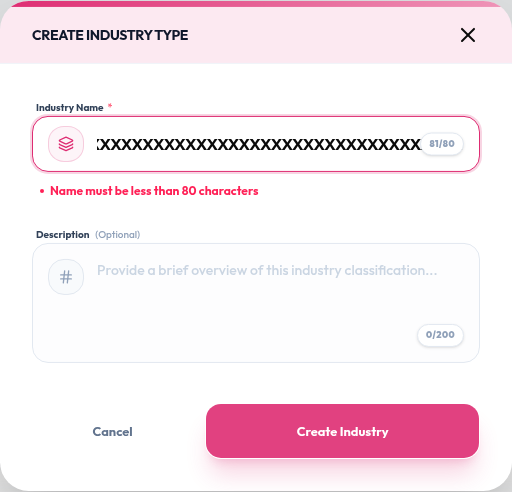 CREATE INDUSTRY TYPE
Industry Name *
XXXXXXXXXXXXXXXXXXXXXXXXXXXXXXX 81/80
• Name must be less than 80 characters
Description (Optional)
# Provide a brief overview of this industry classification...
0/200
Cancel
Create Industry